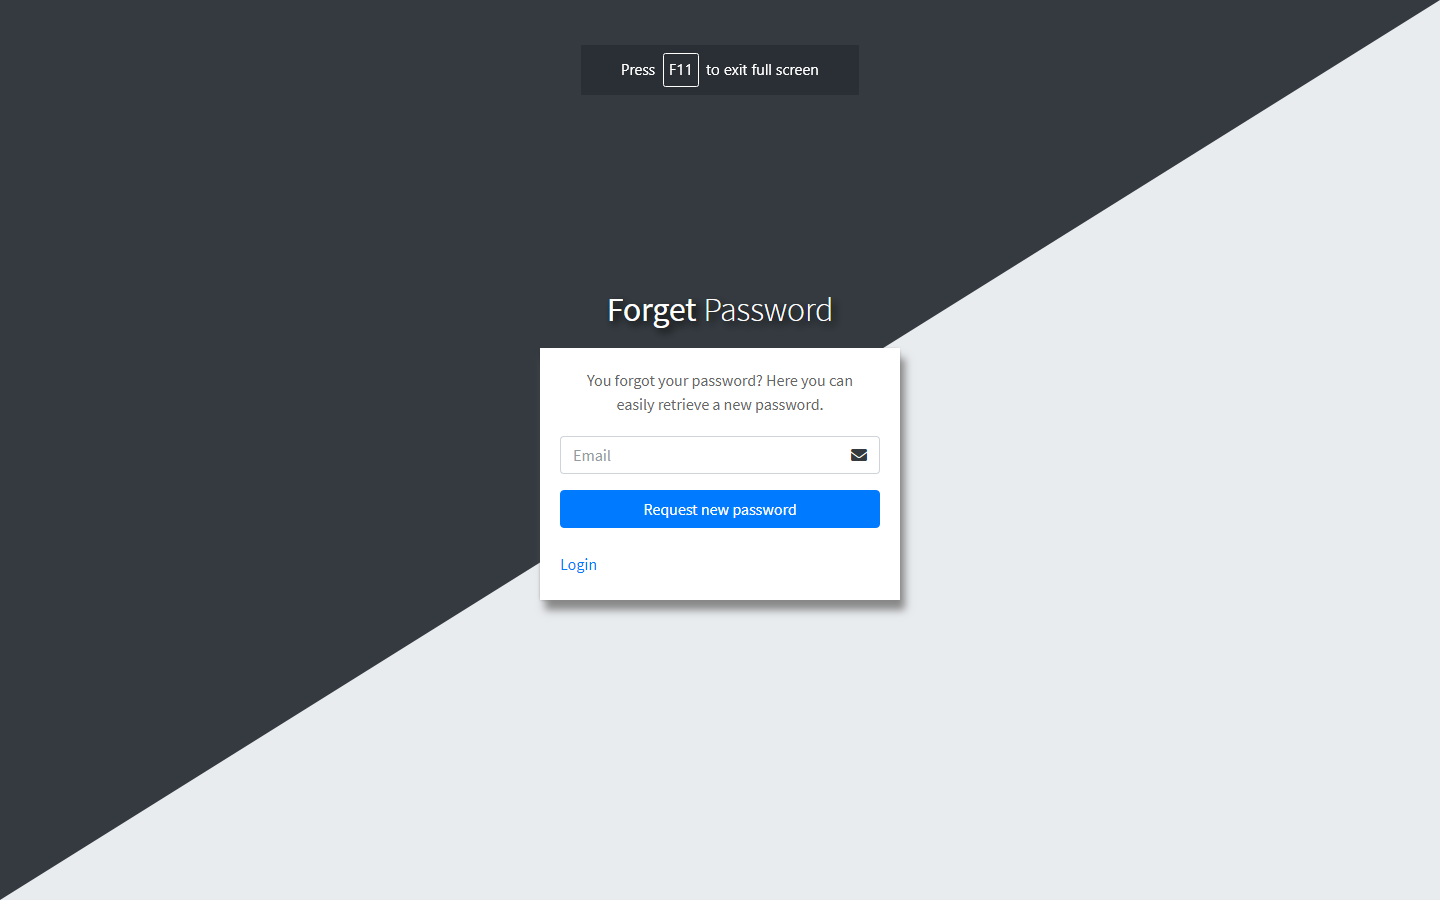 Press F11 to exit full screen
Forget Password
You forgot your password? Here you can
easily retrieve a new password.
Email
Request new password
Login